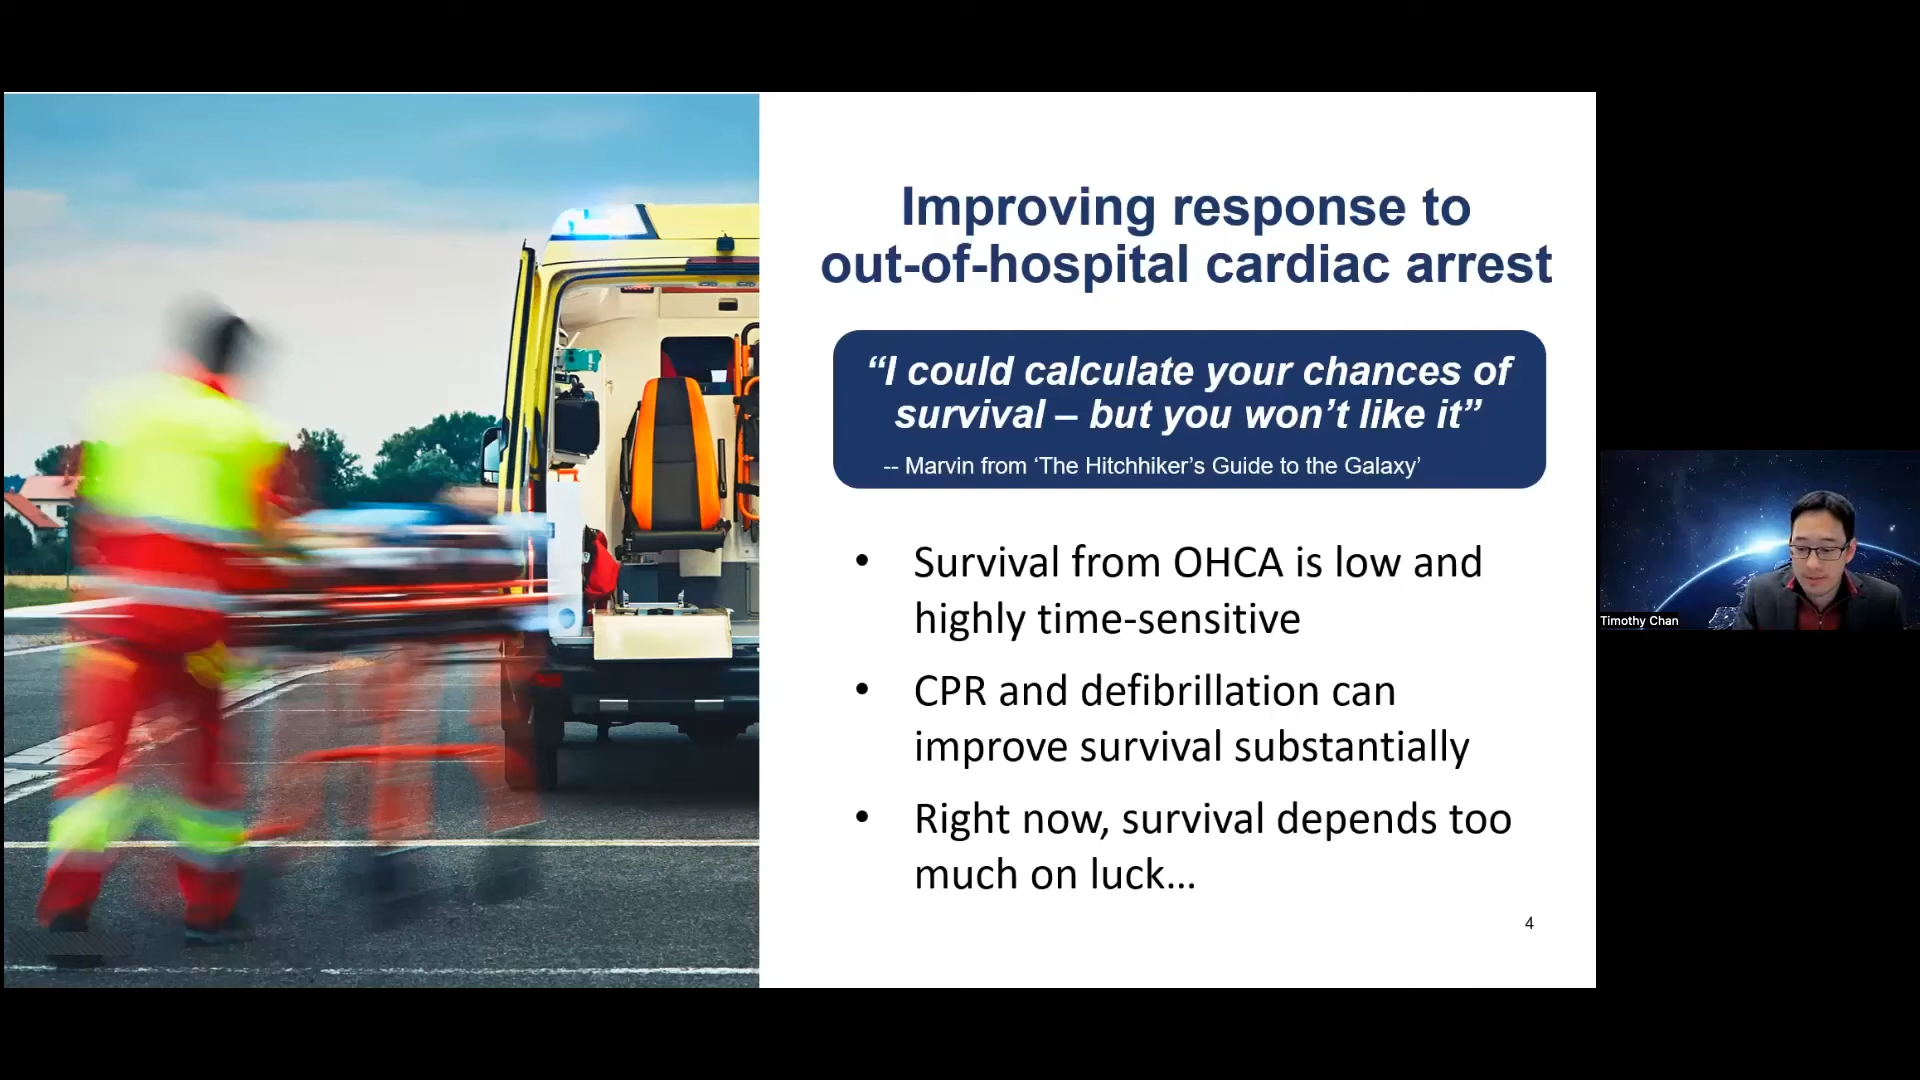 Improving response to
out-of-hospital cardiac arrest
“I could calculate your chances of
survival – but you won’t like it”
-- Marvin from ‘The Hitchhiker’s Guide to the Galaxy’
• Survival from OHCA is low and
highly time-sensitive
• CPR and defibrillation can
improve survival substantially
• Right now, survival depends too
much on luck…
4
Timothy Chan